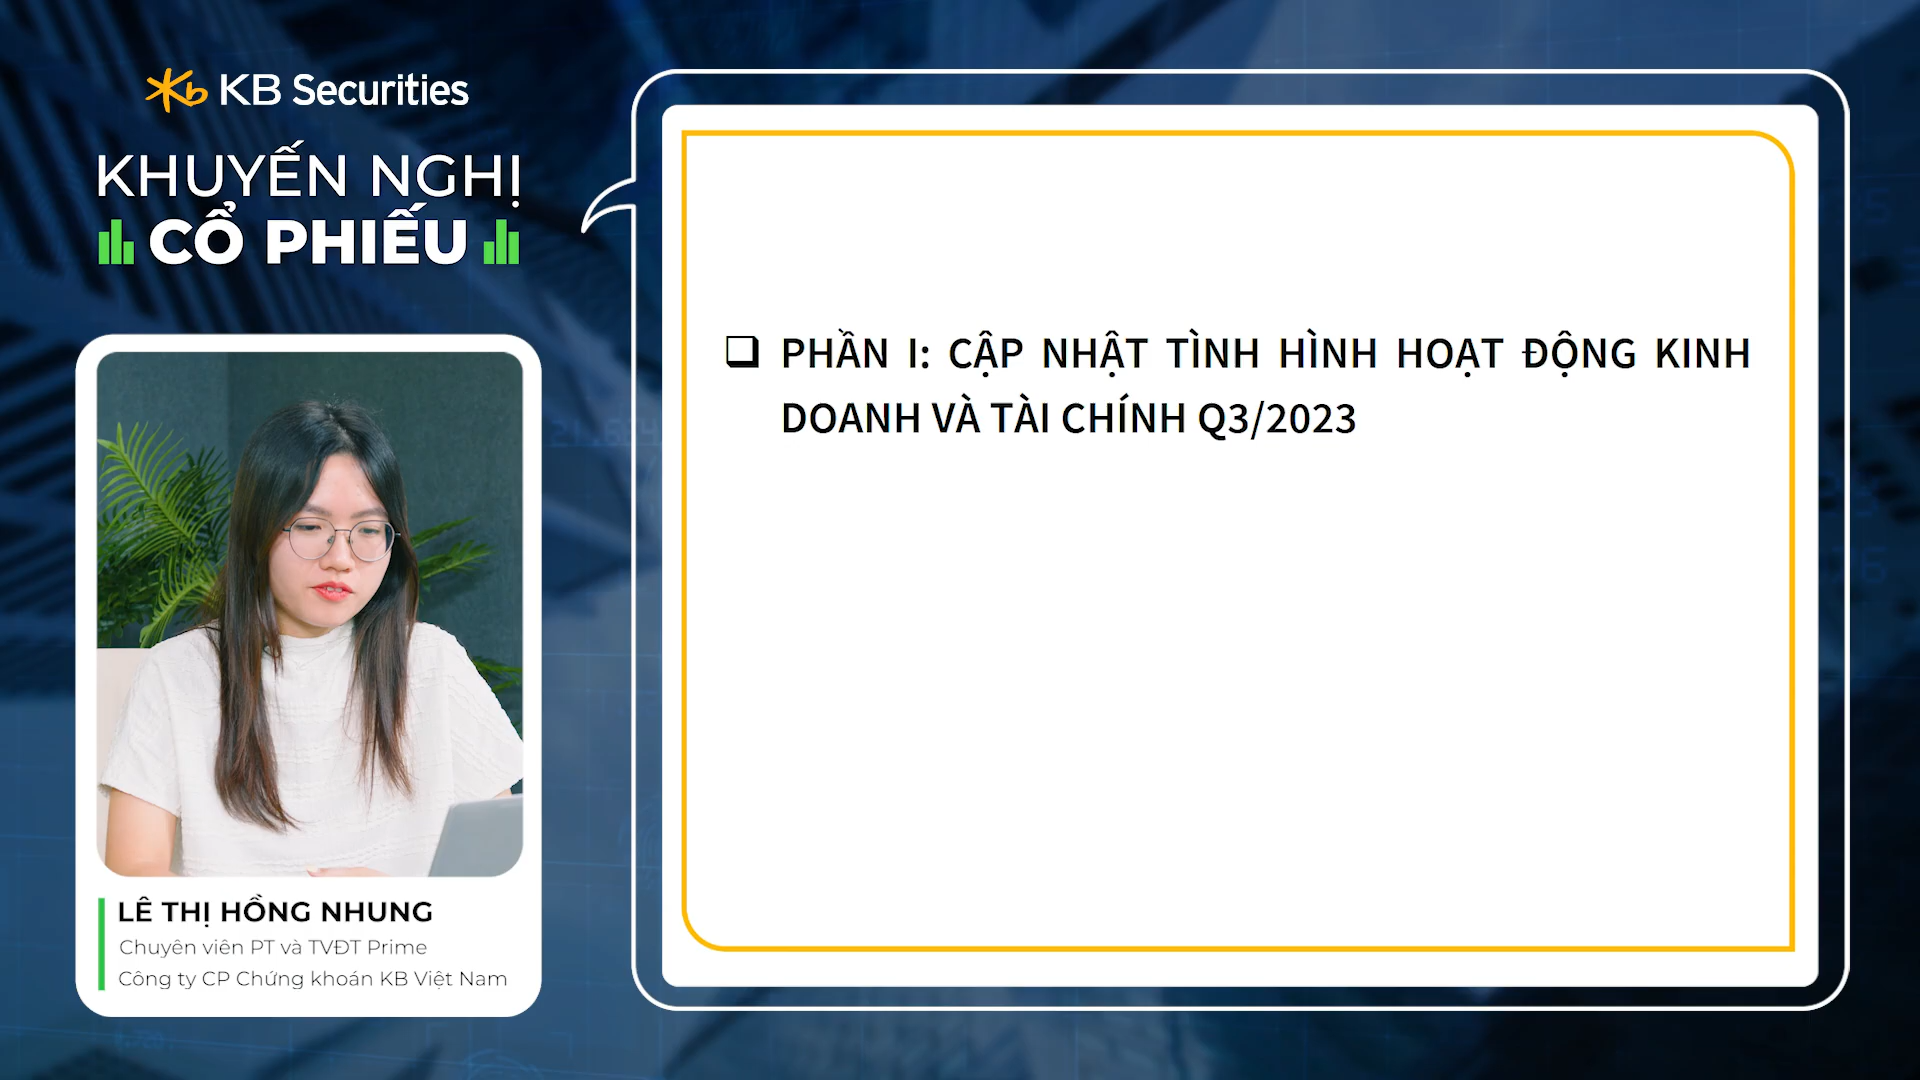 KB Securities
KHUYẾN NGHỊ
CỔ PHIẾU
PHẦN I: CẬP NHẬT TÌNH HÌNH HOẠT ĐỘNG KINH
DOANH VÀ TÀI CHÍNH Q3/2023
LÊ THỊ HỒNG NHUNG
Chuyên viên PT và TVĐT Prime
Công ty CP Chứng khoán KB Việt Nam